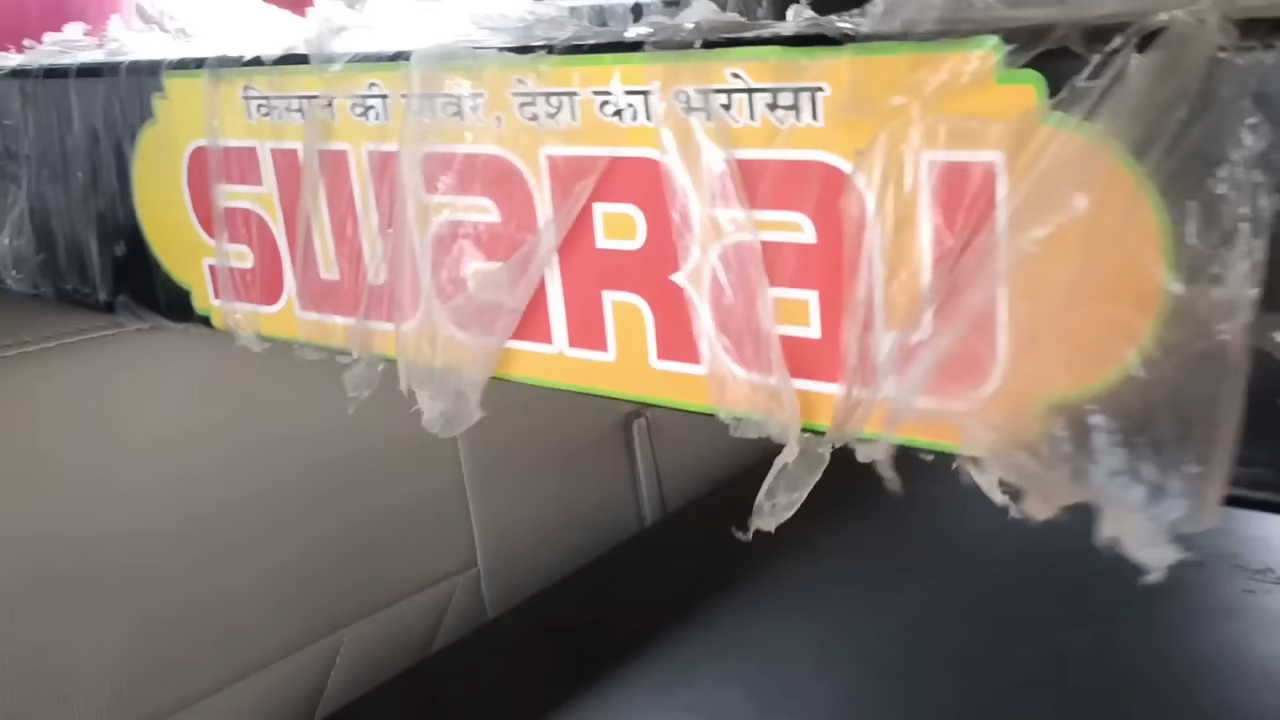 किसान की पावर, देश का भरोसा
SWARAJ